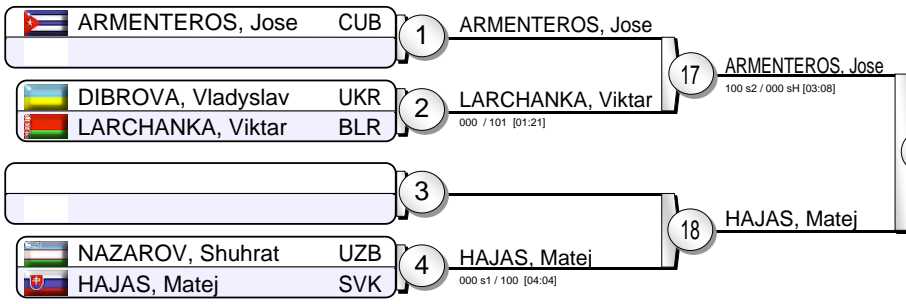 ARMENTEROS, Jose CUB
1
ARMENTEROS, Jose
17
ARMENTEROS, Jose
100 s2 / 000 sH [03:08]
DIBROVA, Vladyslav UKR
LARCHANKA, Viktar BLR
2
LARCHANKA, Viktar
000 / 101 [01:21]
3
18
HAJAS, Matej
NAZAROV, Shuhrat UZB
HAJAS, Matej SVK
4
HAJAS, Matej
000 s1 / 100 [04:04]